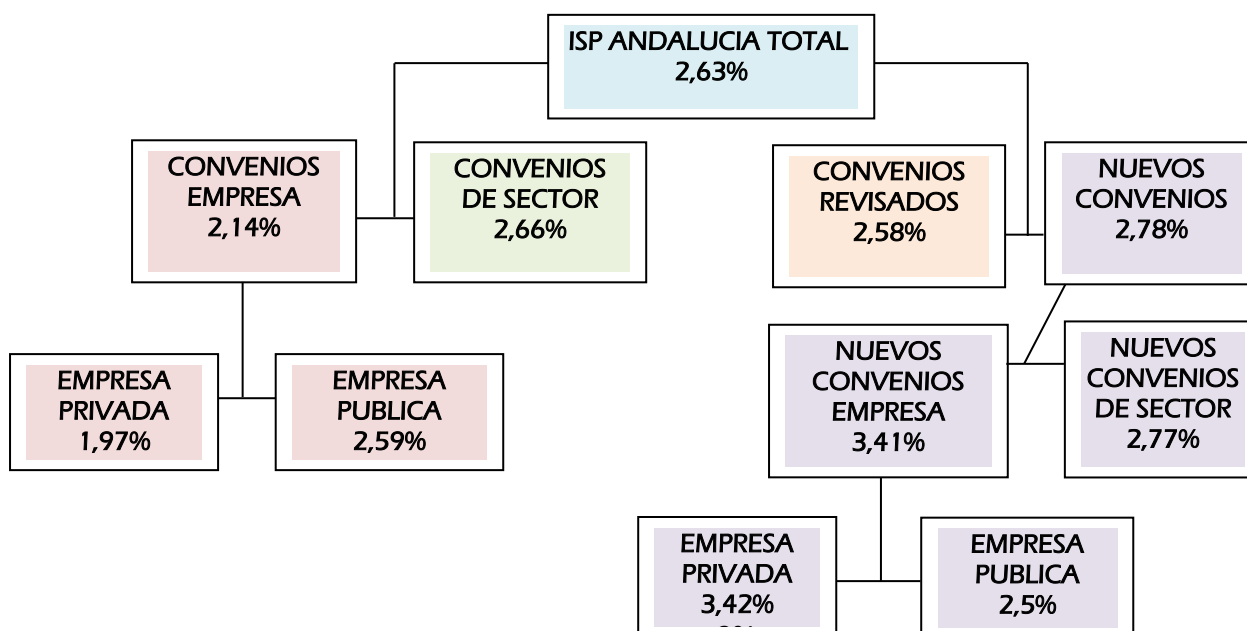 ISP ANDALUCIA TOTAL
2,63%
CONVENIOS
EMPRESA
2,14%
CONVENIOS
DE SECTOR
2,66%
CONVENIOS
REVISADOS
2,58%
NUEVOS
CONVENIOS
2,78%
EMPRESA
PRIVADA
1,97%
EMPRESA
PUBLICA
2,59%
NUEVOS
CONVENIOS
EMPRESA
3,41%
NUEVOS
CONVENIOS
DE SECTOR
2,77%
EMPRESA
PRIVADA
3,42%
EMPRESA
PUBLICA
2,5%